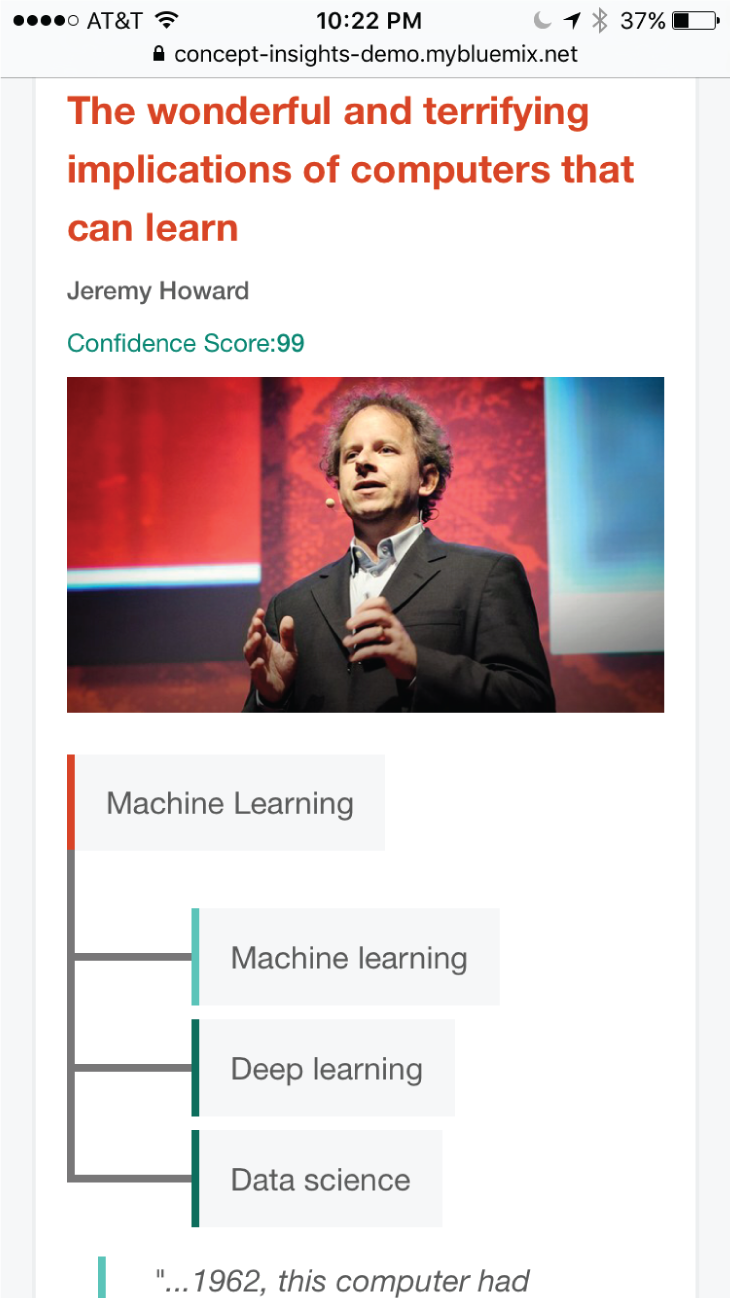 AT&T 10:22 PM 37%
concept-insights-demo.mybluemix.net
The wonderful and terrifying
implications of computers that
can learn
Jeremy Howard
Confidence Score:99
Machine Learning
Machine learning
Deep learning
Data science
"...1962, this computer had